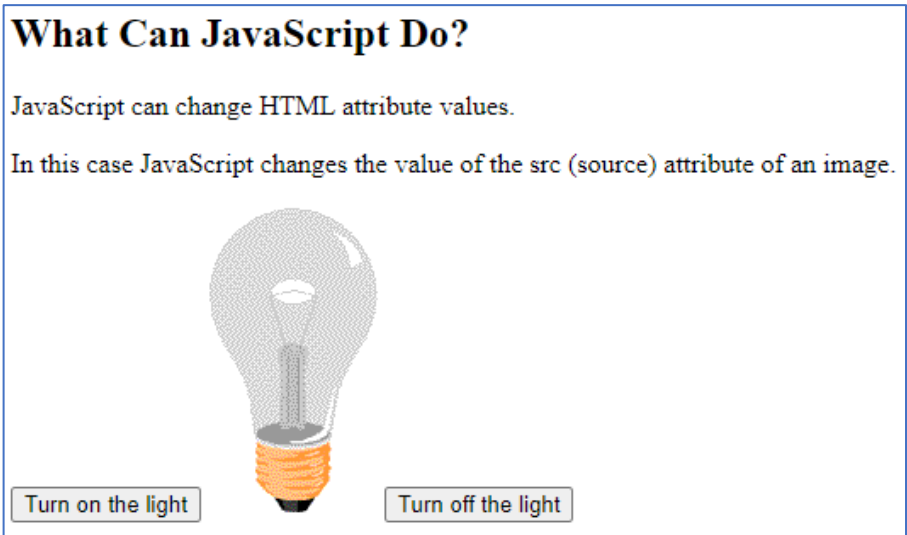 What Can JavaScript Do?
JavaScript can change HTML attribute values.
In this case JavaScript changes the value of the src (source) attribute of an image.
Turn on the light
Turn off the light